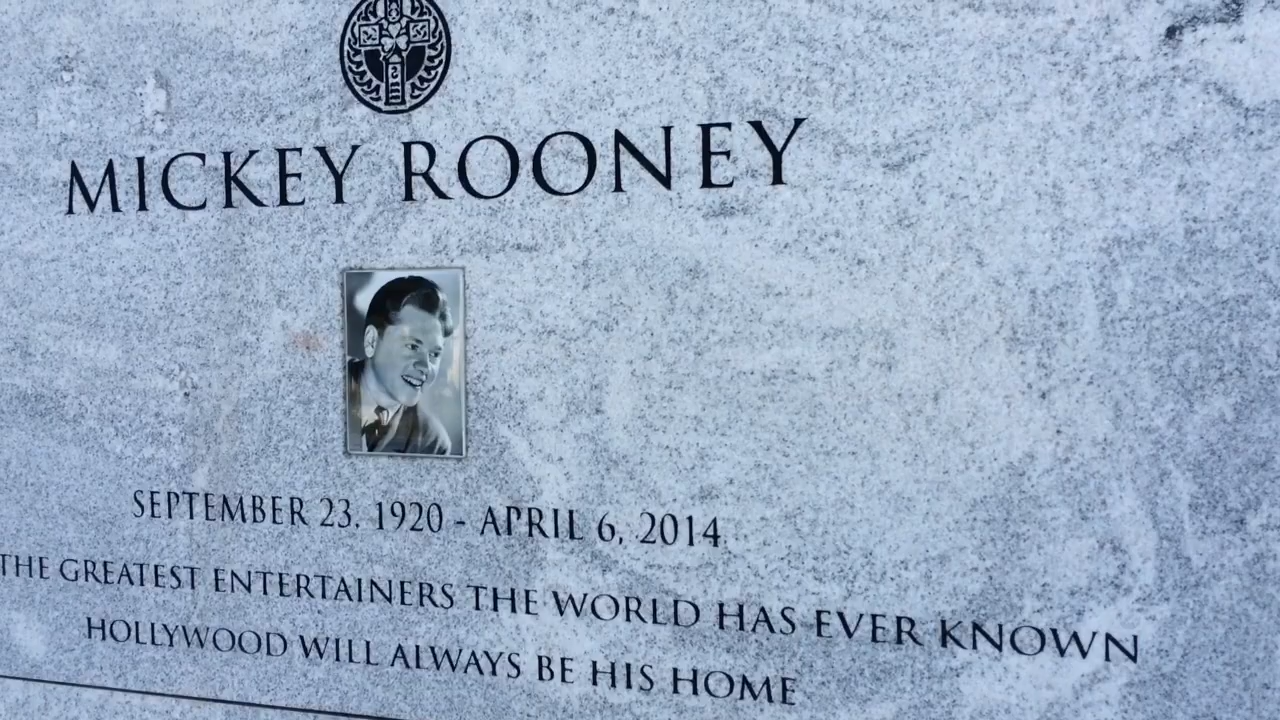 MICKEY ROONEY
SEPTEMBER 23, 1920 - APRIL 6, 2014
THE GREATEST ENTERTAINERS THE WORLD HAS EVER KNOWN
HOLLYWOOD WILL ALWAYS BE HIS HOME